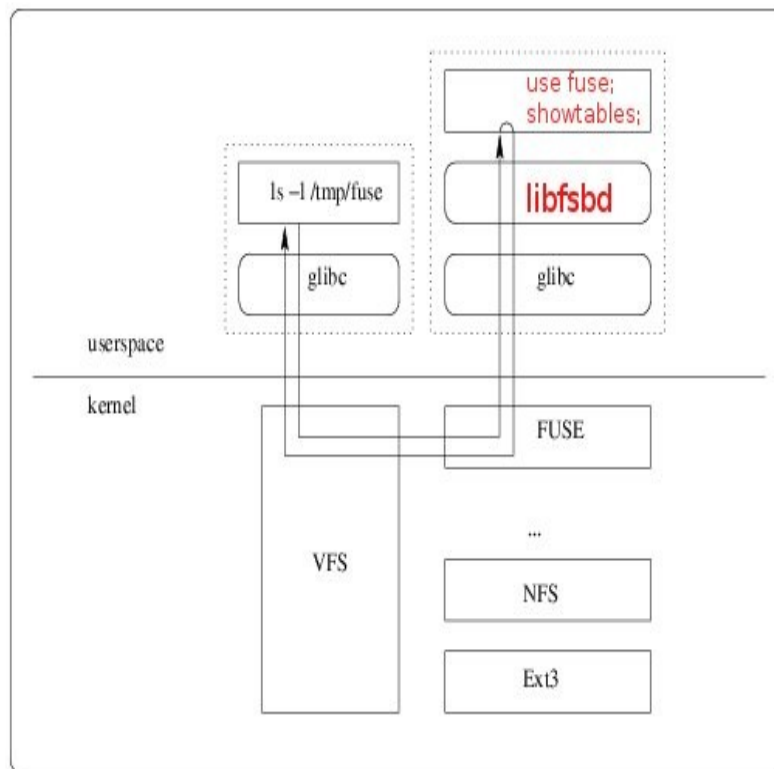 use fuse;
showtables;
ls –l /tmp/fuse
libfsbd
glibc
glibc
userspace
kernel
FUSE
...
VFS
NFS
Ext3